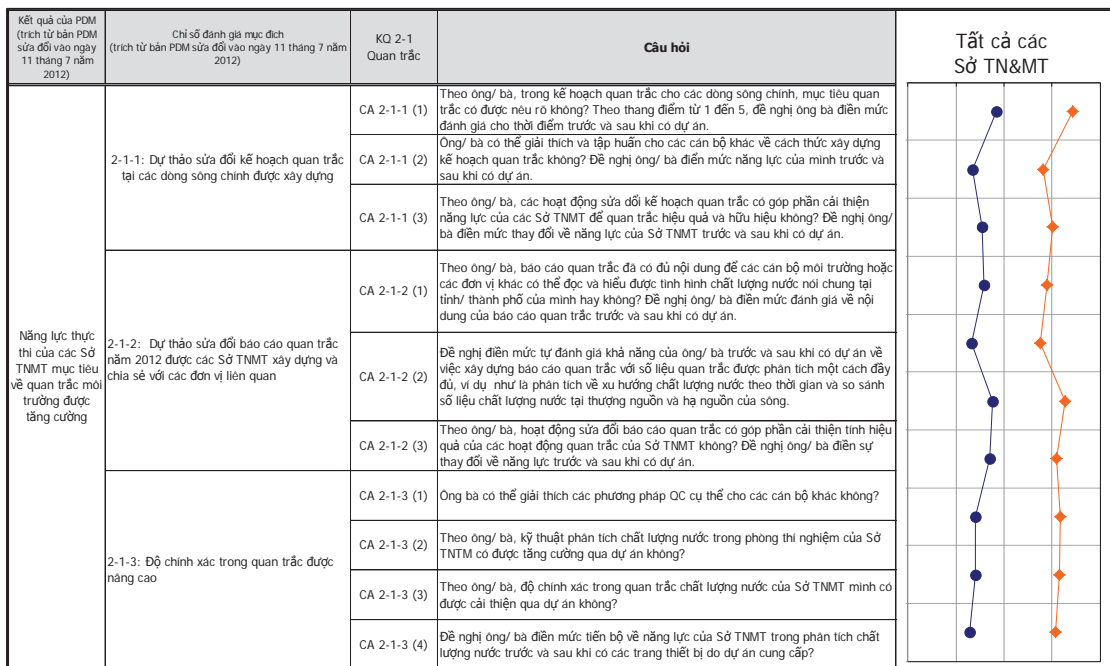 Kết quả của PDM
(trích từ bản PDM
sửa đổi vào ngày
11 tháng 7 năm
2012)
Chỉ số đánh giá mục đích
(trích từ bản PDM sửa đổi vào ngày 11 tháng 7 năm
2012)
KQ 2-1
Quan trắc
Câu hỏi
Tất cả các
Sở TN&MT
Năng lực thực
thi của các Sở
TNMT mục tiêu
về quan trắc môi
trường được
tăng cường
2-1-1: Dự thảo sửa đổi kế hoạch quan trắc
tại các dòng sông chính được xây dựng
CA 2-1-1 (1)
Theo ông/ bà, trong kế hoạch quan trắc cho các dòng sông chính, mục tiêu quan
trắc có được nêu rõ không? Theo thang điểm từ 1 đến 5, đề nghị ông bà điền mức
đánh giá cho thời điểm trước và sau khi có dự án.
CA 2-1-1 (2)
Ông/ bà có thể giải thích và tập huấn cho các cán bộ khác về cách thức xây dựng
kế hoạch quan trắc không? Đề nghị ông/ bà điển mức năng lực của mình trước và
sau khi có dự án.
CA 2-1-1 (3)
Theo ông/ bà, các hoạt động sửa dổi kế hoạch quan trắc có góp phần cải thiện
năng lực của các Sở TNMT để quan trắc hiệu quả và hữu hiệu không? Đề nghị ông/
bà điền mức thay đổi về năng lực của Sở TNMT trước và sau khi có dự án.
2-1-2: Dự thảo sửa đổi báo cáo quan trắc
năm 2012 được các Sở TNMT xây dựng và
chia sẻ với các đơn vị liên quan
CA 2-1-2 (1)
Theo ông/ bà, báo cáo quan trắc đã có đủ nội dung để các cán bộ môi trường hoặc
các đơn vị khác có thể đọc và hiểu được tình hình chất lượng nước nói chung tại
tỉnh/ thành phố của mình hay không? Đề nghị ông/ bà điền mức đánh giá về nội
dung của báo cáo quan trắc trước và sau khi có dự án.
CA 2-1-2 (2)
Đề nghị điền mức tự đánh giá khả năng của ông/ bà trước và sau khi có dự án về
việc xây dựng báo cáo quan trắc với số liệu quan trắc được phân tích một cách đầy
đủ, ví dụ như là phân tích về xu hướng chất lượng nước theo thời gian và so sánh
số liệu chất lượng nước tại thượng nguồn và hạ nguồn của sông.
CA 2-1-2 (3)
Theo ông/ bà, hoạt động sửa đổi báo cáo quan trắc có góp phần cải thiện tính hiệu
quả của các hoạt động quan trắc của Sở TNMT không? Đề nghị ông/ bà điền sự
thay đổi về năng lực trước và sau khi có dự án.
2-1-3: Độ chính xác trong quan trắc được
nâng cao
CA 2-1-3 (1)
Ông bà có thể giải thích các phương pháp QC cụ thể cho các cán bộ khác không?
CA 2-1-3 (2)
Theo ông/ bà, kỹ thuật phân tích chất lượng nước trong phòng thí nghiệm của Sở
TNTM có được tăng cường qua dự án không?
CA 2-1-3 (3)
Theo ông/ bà, độ chính xác trong quan trắc chất lượng nước của Sở TNMT mình có
được cải thiện qua dự án không?
CA 2-1-3 (4)
Đề nghị ông/ bà điền mức tiến bộ về năng lực của Sở TNMT trong phân tích chất
lượng nước trước và sau khi có các trang thiết bị do dự án cung cấp?